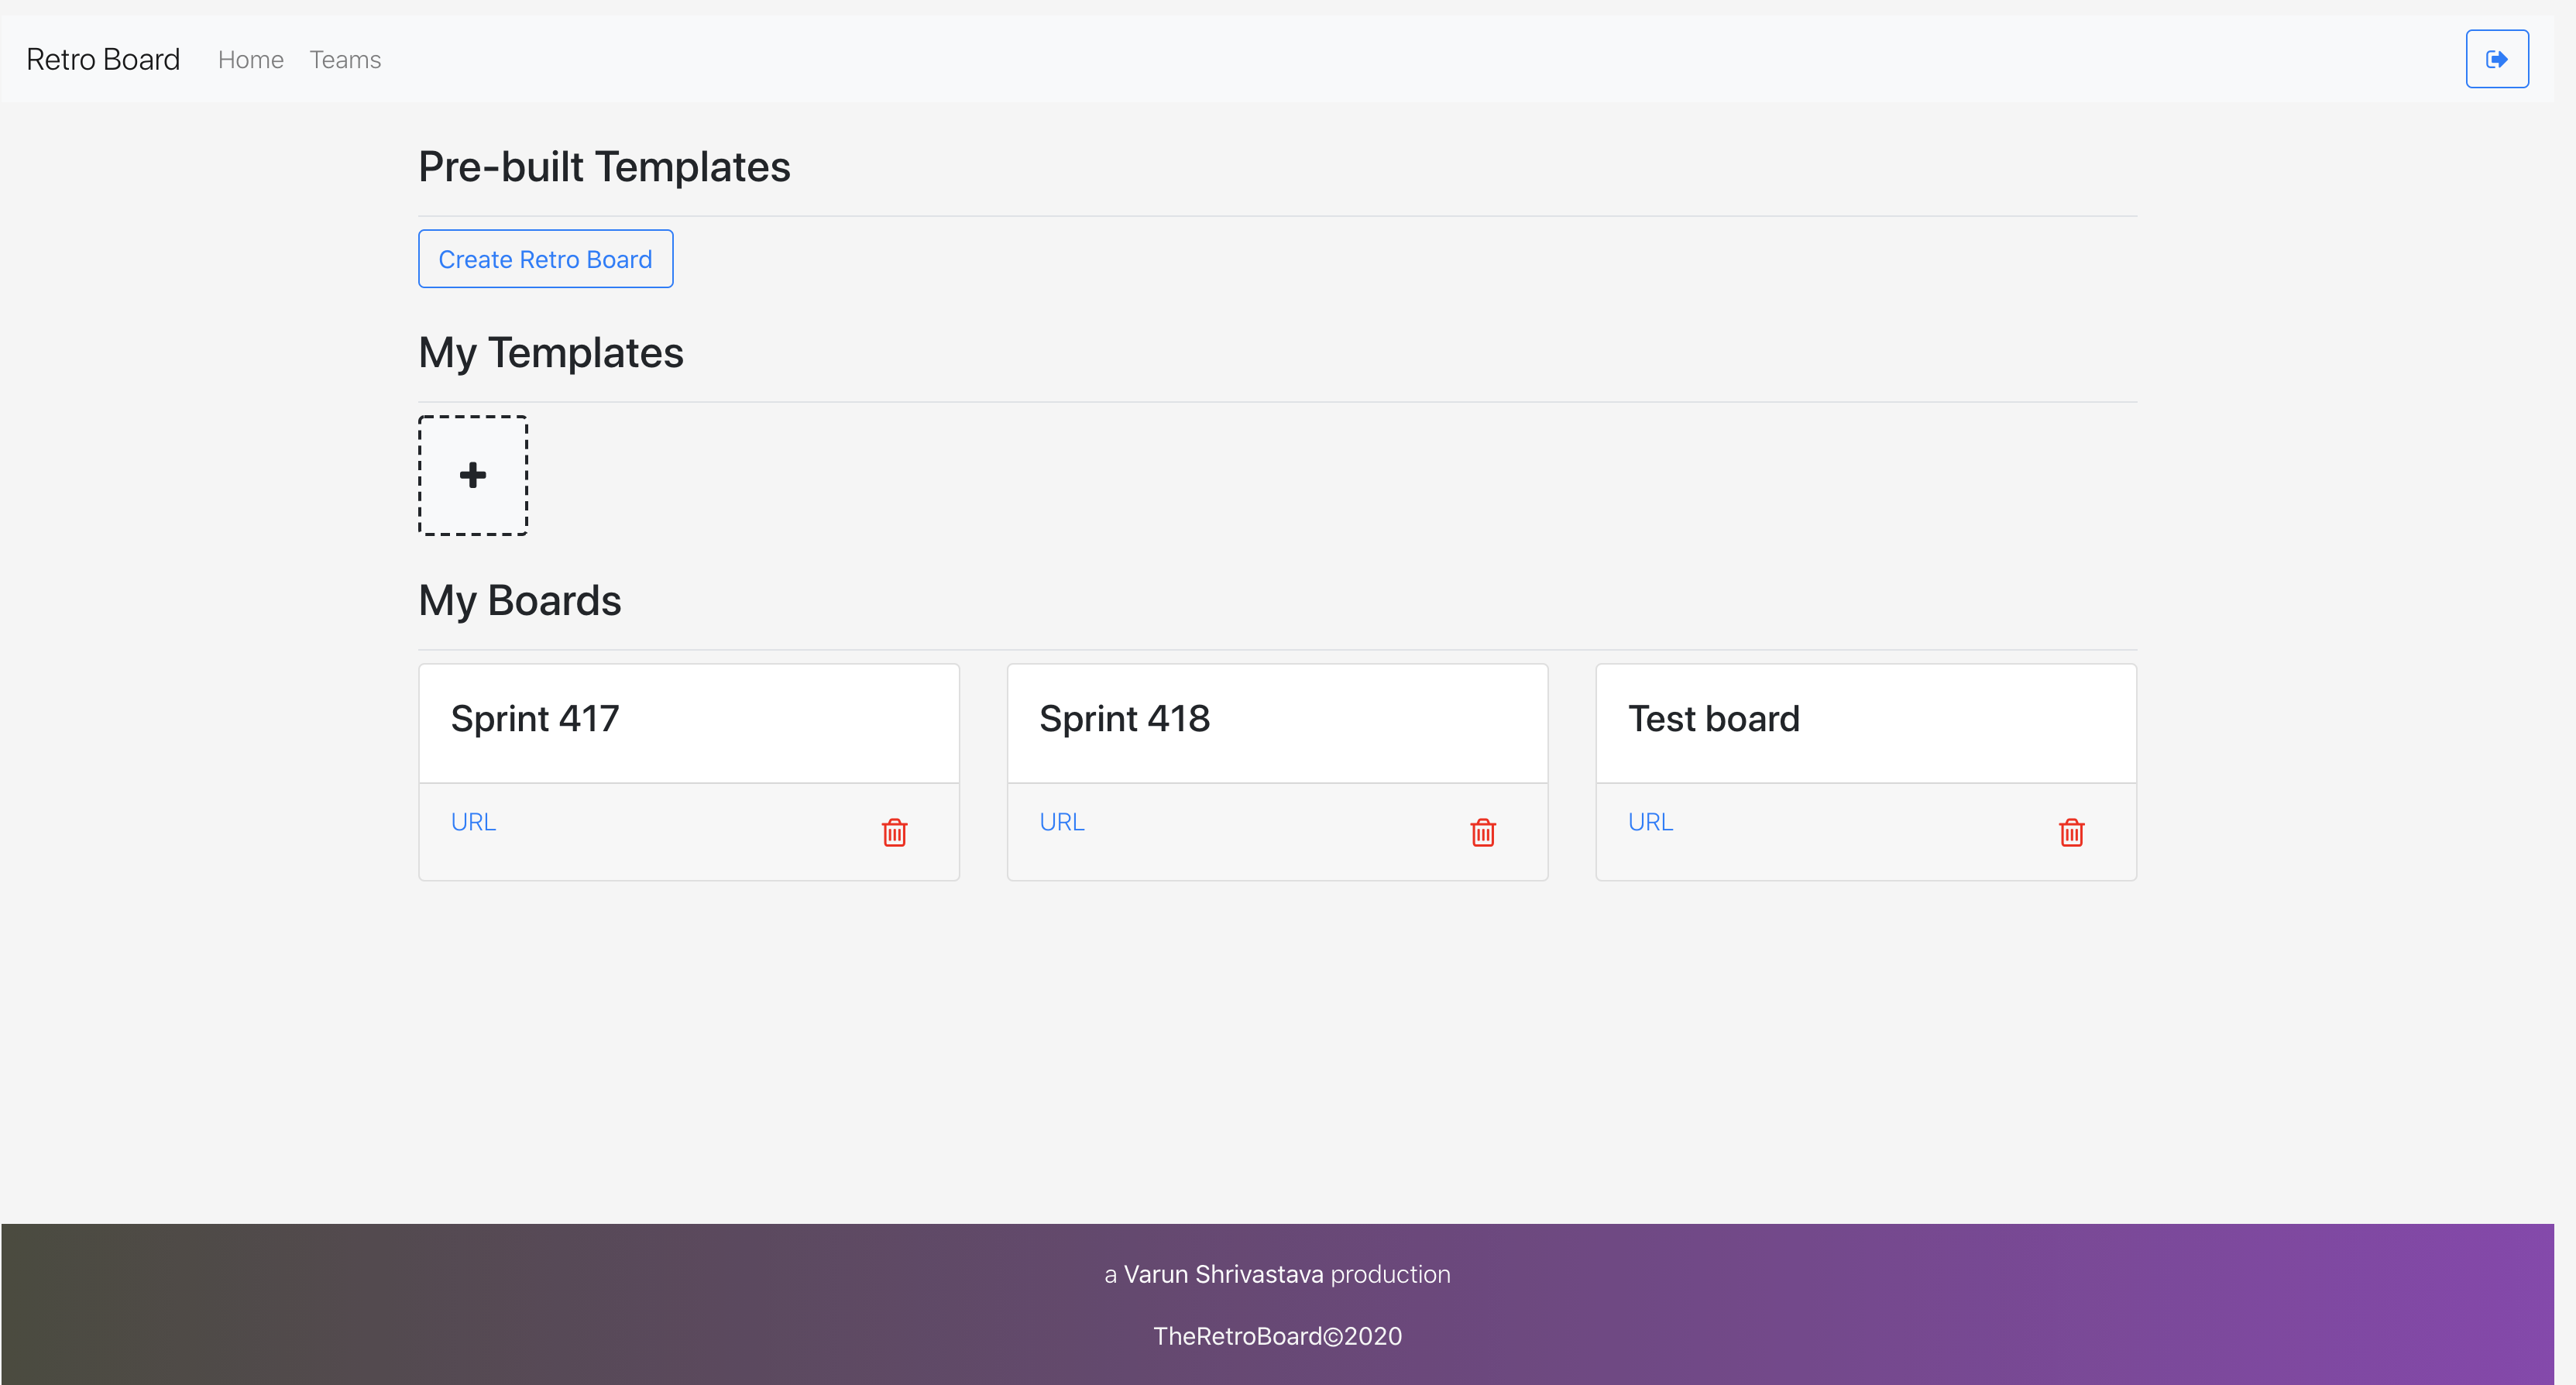 Retro Board Home Teams
Pre-built Templates
Create Retro Board
My Templates
My Boards
Sprint 417
URL
Sprint 418
URL
Test board
URL
a Varun Shrivastava production
TheRetroBoard©2020